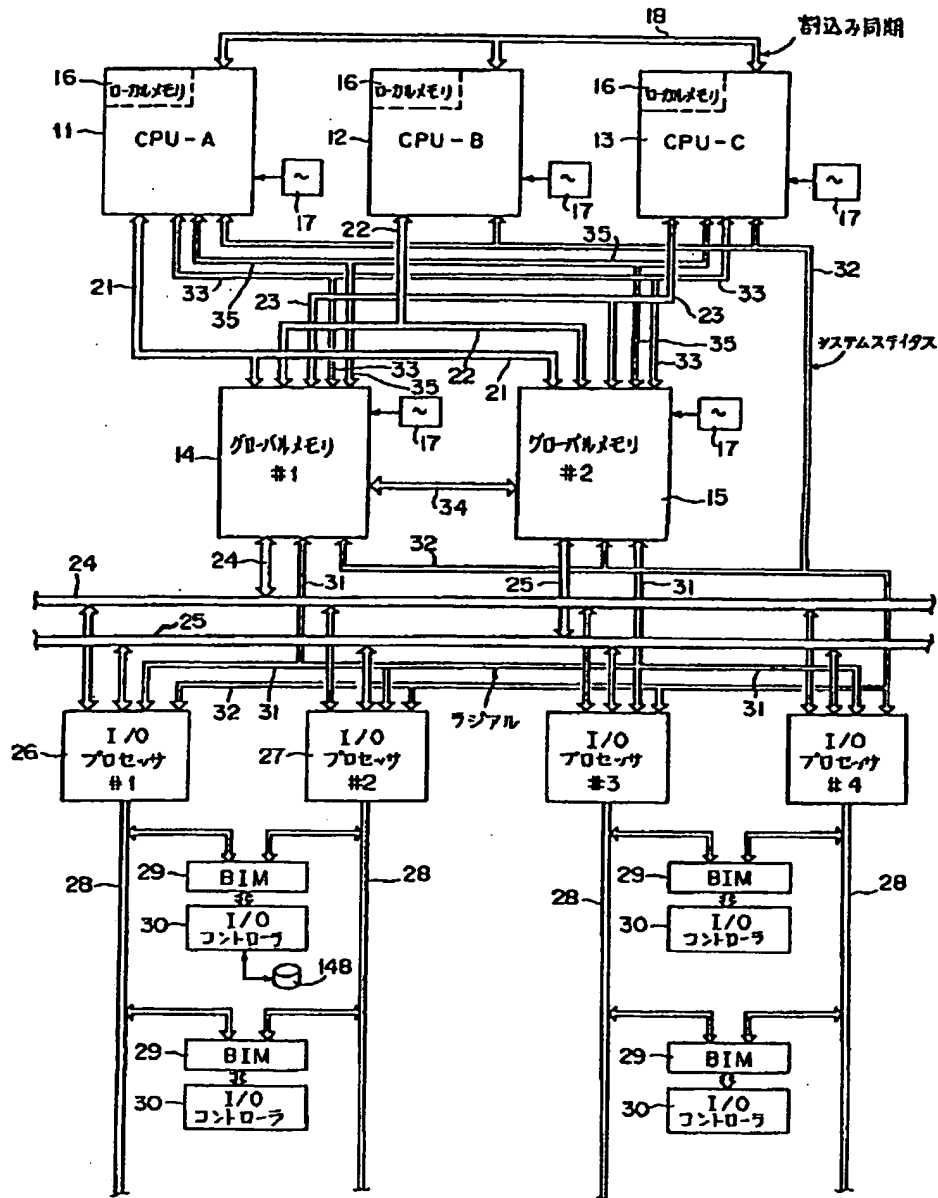 18
割込み同期
16
ローカルメモリ
11
CPU-A
17
16
ローカルメモリ
12
CPU-B
17
16
ローカルメモリ
13
CPU-C
17
22
35
32
21
33
35
23
33
23
システムステイタス
35
33
22
21
33
35
17
17
14
グローバルメモリ
#1
グローバルメモリ
#2
15
34
24
32
24
31
25
31
25
32
31
ラジアル
31
26
I/O
プロセッサ
#1
27
I/O
プロセッサ
#2
I/O
プロセッサ
#3
I/O
プロセッサ
#4
28
29
BIM
28
30
I/O
コントローラ
148
29
BIM
30
I/O
コントローラ
28
29
BIM
28
30
I/O
コントローラ
29
BIM
30
I/O
コントローラ